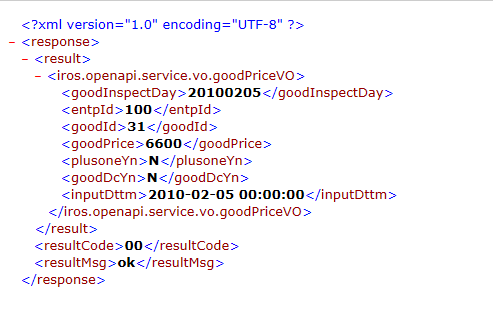 <?xml version="1.0" encoding="UTF-8" ?>
- <response>
- <result>
- <iros.openapi.service.vo.goodPriceVO>
<goodInspectDay>20100205</goodInspectDay>
<entpId>100</entpId>
<goodId>31</goodId>
<goodPrice>6600</goodPrice>
<plusoneYn>N</plusoneYn>
<goodDcYn>N</goodDcYn>
<inputDttm>2010-02-05 00:00:00</inputDttm>
</iros.openapi.service.vo.goodPriceVO>
</result>
<resultCode>00</resultCode>
<resultMsg>ok</resultMsg>
</response>